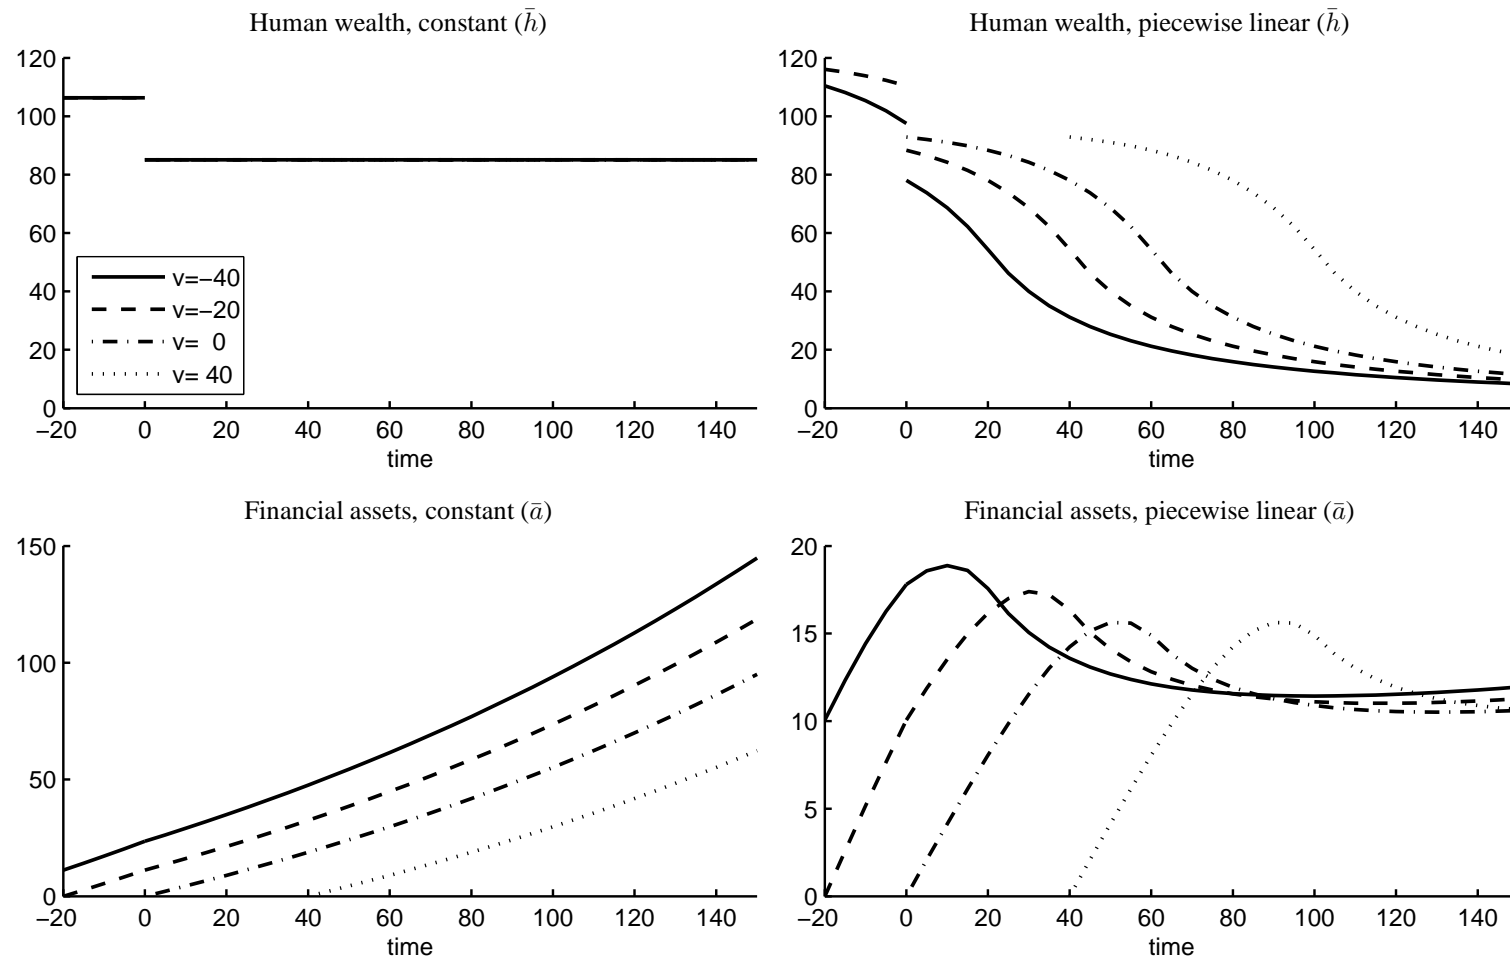 Human wealth, constant (h̄)
120
100
80
60
40
20
0
v=−40
v=−20
v= 0
v= 40
−20 0 20 40 60 80 100 120 140
time
Human wealth, piecewise linear (h̄)
120
100
80
60
40
20
0
−20 0 20 40 60 80 100 120 140
time
Financial assets, constant (ā)
150
100
50
0
−20 0 20 40 60 80 100 120 140
time
Financial assets, piecewise linear (ā)
20
15
10
5
0
−20 0 20 40 60 80 100 120 140
time